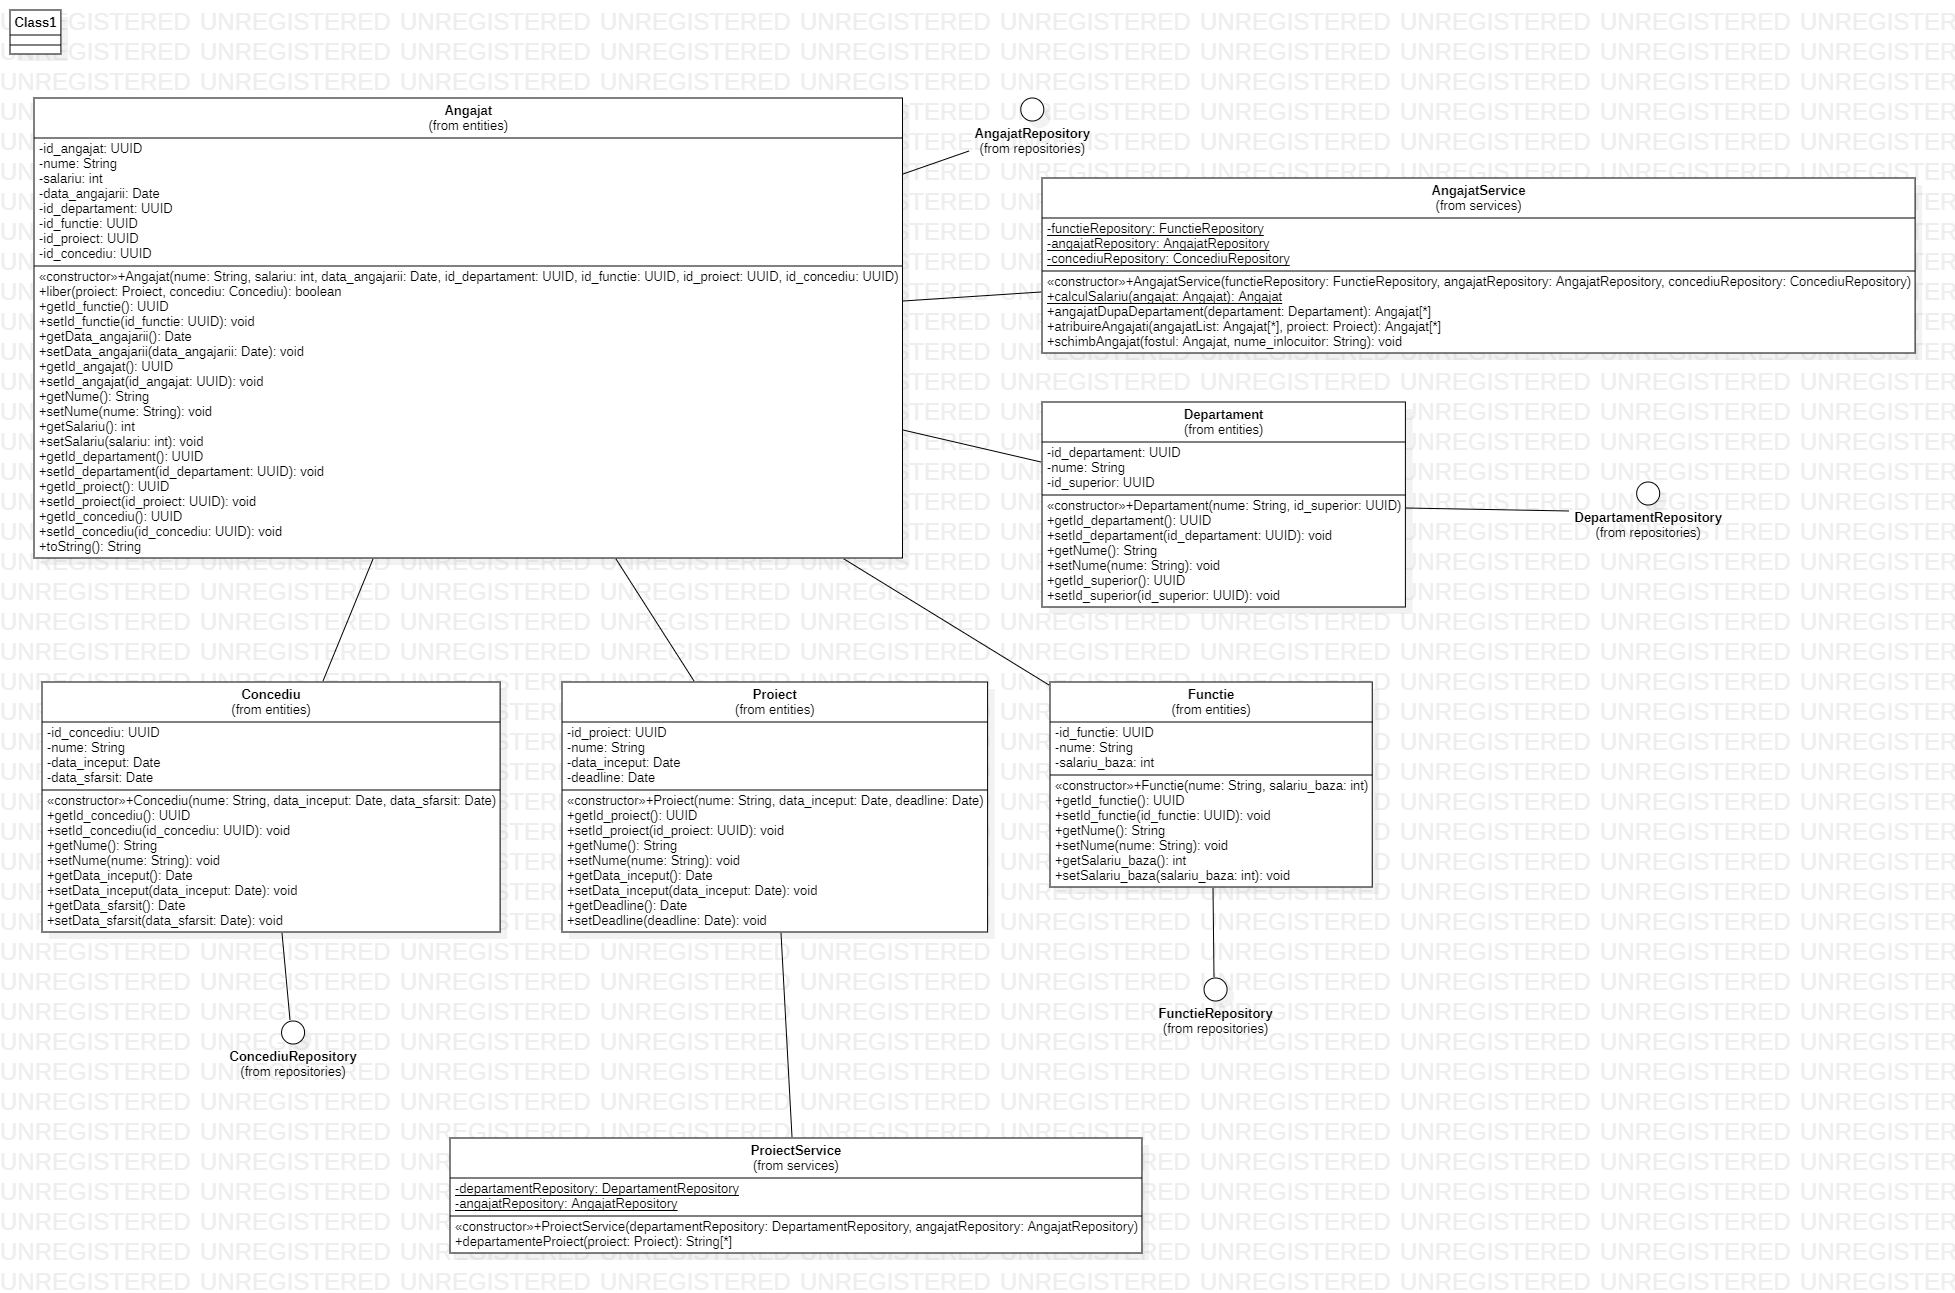 Class1
Angajat
(from entities)
-id_angajat: UUID
-nume: String
-salariu: int
-data_angajarii: Date
-id_departament: UUID
-id_functie: UUID
-id_proiect: UUID
-id_concediu: UUID
«constructor»+Angajat(nume: String, salariu: int, data_angajarii: Date, id_departament: UUID, id_functie: UUID, id_proiect: UUID, id_concediu: UUID)
+liber(proiect: Proiect, concediu: Concediu): boolean
+getId_functie(): UUID
+setId_functie(id_functie: UUID): void
+getData_angajarii(): Date
+setData_angajarii(data_angajarii: Date): void
+getId_angajat(): UUID
+setId_angajat(id_angajat: UUID): void
+getNume(): String
+setNume(nume: String): void
+getSalariu(): int
+setSalariu(salariu: int): void
+getId_departament(): UUID
+setId_departament(id_departament: UUID): void
+getId_proiect(): UUID
+setId_proiect(id_proiect: UUID): void
+getId_concediu(): UUID
+setId_concediu(id_concediu: UUID): void
+toString(): String
AngajatRepository
(from repositories)
AngajatService
(from services)
-functieRepository: FunctieRepository
-angajatRepository: AngajatRepository
-concediuRepository: ConcediuRepository
«constructor»+AngajatService(functieRepository: FunctieRepository, angajatRepository: AngajatRepository, concediuRepository: ConcediuRepository)
+calculSalariu(angajat: Angajat): Angajat
+angajatDupaDepartament(departament: Departament): Angajat[*]
+atribuireAngajati(angajatList: Angajat[*], proiect: Proiect): Angajat[*]
+schimbAngajat(fostul: Angajat, nume_inlocuitor: String): void
Departament
(from entities)
-id_departament: UUID
-nume: String
-id_superior: UUID
«constructor»+Departament(nume: String, id_superior: UUID)
+getId_departament(): UUID
+setId_departament(id_departament: UUID): void
+getNume(): String
+setNume(nume: String): void
+getId_superior(): UUID
+setId_superior(id_superior: UUID): void
DepartamentRepository
(from repositories)
Concediu
(from entities)
-id_concediu: UUID
-nume: String
-data_inceput: Date
-data_sfarsit: Date
«constructor»+Concediu(nume: String, data_inceput: Date, data_sfarsit: Date)
+getId_concediu(): UUID
+setId_concediu(id_concediu: UUID): void
+getNume(): String
+setNume(nume: String): void
+getData_inceput(): Date
+setData_inceput(data_inceput: Date): void
+getData_sfarsit(): Date
+setData_sfarsit(data_sfarsit: Date): void
Proiect
(from entities)
-id_proiect: UUID
-nume: String
-data_inceput: Date
-deadline: Date
«constructor»+Proiect(nume: String, data_inceput: Date, deadline: Date)
+getId_proiect(): UUID
+setId_proiect(id_proiect: UUID): void
+getNume(): String
+setNume(nume: String): void
+getData_inceput(): Date
+setData_inceput(data_inceput: Date): void
+getDeadline(): Date
+setDeadline(deadline: Date): void
Functie
(from entities)
-id_functie: UUID
-nume: String
-salariu_baza: int
«constructor»+Functie(nume: String, salariu_baza: int)
+getId_functie(): UUID
+setId_functie(id_functie: UUID): void
+getNume(): String
+setNume(nume: String): void
+getSalariu_baza(): int
+setSalariu_baza(salariu_baza: int): void
FunctieRepository
(from repositories)
ConcediuRepository
(from repositories)
ProiectService
(from services)
-departamentRepository: DepartamentRepository
-angajatRepository: AngajatRepository
«constructor»+ProiectService(departamentRepository: DepartamentRepository, angajatRepository: AngajatRepository)
+departamenteProiect(proiect: Proiect): String[*]
UNREGISTERED